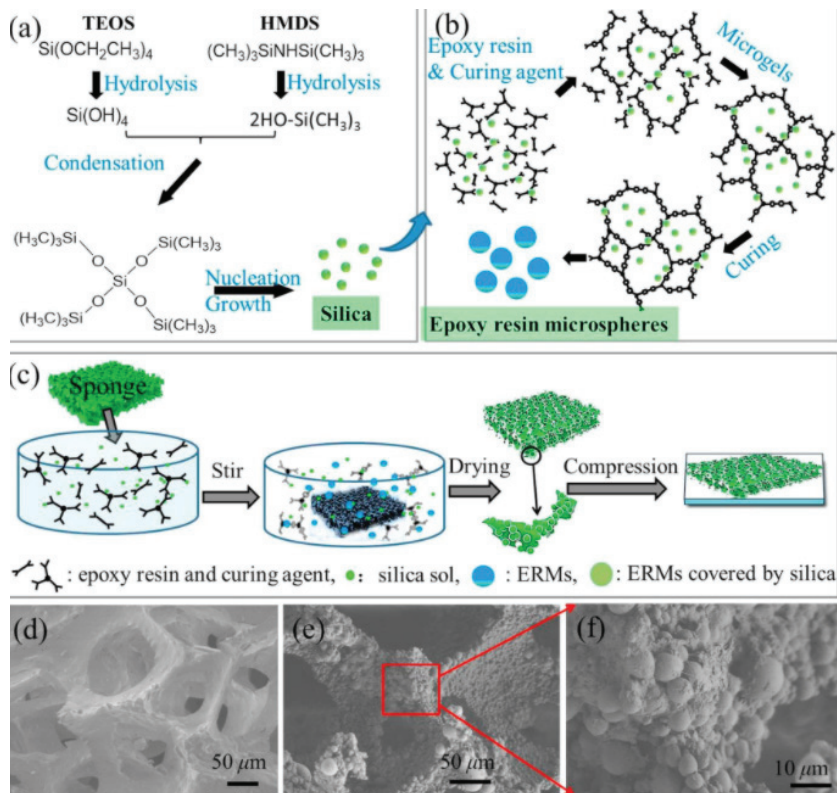 (a)
TEOS
Si(OCH₂CH₃)₄
Hydrolysis
Si(OH)₄
HMDS
(CH₃)₃SiNHSi(CH₃)₃
Hydrolysis
2HO-Si(CH₃)₃
Condensation
(H₃C)₃Si
Si(CH₃)₃
O
O
Si
O
O
(H₃C)₃Si
Si(CH₃)₃
Nucleation
Growth
Silica
(b)
Epoxy resin
& Curing agent
Microgels
Curing
Epoxy resin microspheres
(c)
Sponge
Stir
Drying
Compression
: epoxy resin and curing agent, : silica sol, : ERMs, : ERMs covered by silica
(d)
50 μm
(e)
50 μm
(f)
10 μm